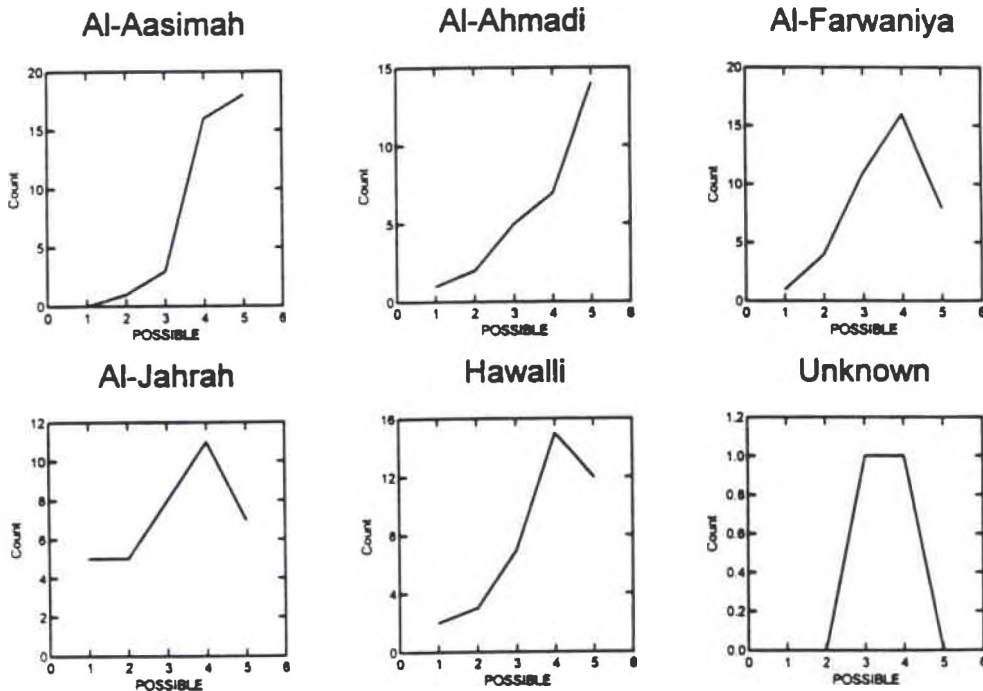 Al-Aasimah
20
15
10
5
0
Count
0 1 2 3 4 5 6
POSSIBLE
Al-Ahmadi
15
10
5
0
Count
0 1 2 3 4 5 6
POSSIBLE
Al-Farwaniya
20
15
10
5
0
Count
0 1 2 3 4 5 6
POSSIBLE
Al-Jahrah
12
10
8
6
4
2
0
Count
0 1 2 3 4 5 6
POSSIBLE
Hawalli
16
12
8
4
0
Count
0 1 2 3 4 5 6
POSSIBLE
Unknown
1.2
1.0
0.8
0.6
0.4
0.2
0.0
Count
0 1 2 3 4 5 6
POSSIBLE